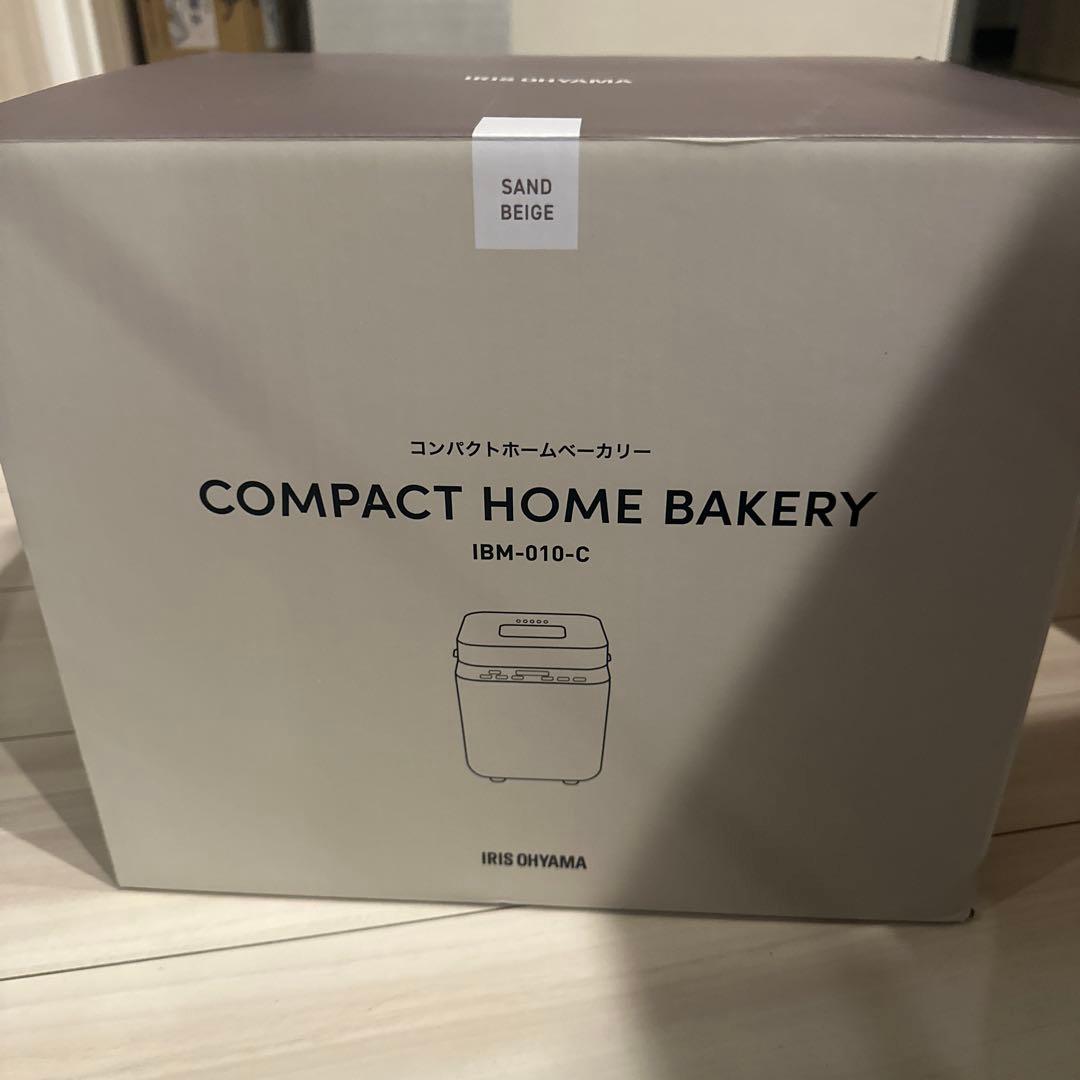 IRIS OHYAMA
SAND
BEIGE
コンパクトホームベーカリー
COMPACT HOME BAKERY
IBM-010-C
IRIS OHYAMA